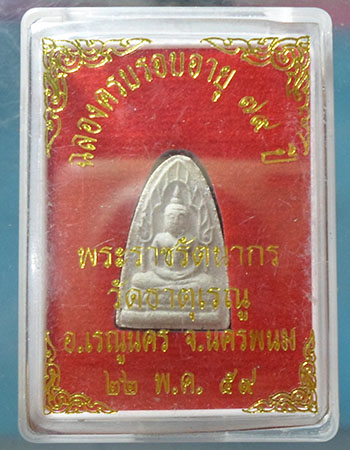 ฉลองครบรอบอายุ ๗๕ ปี
พระราชรัตนากร
วัดธาตุเรณู
อ.เรณูนคร จ.นครพนม
๒๒ พ.ค. ๕๙